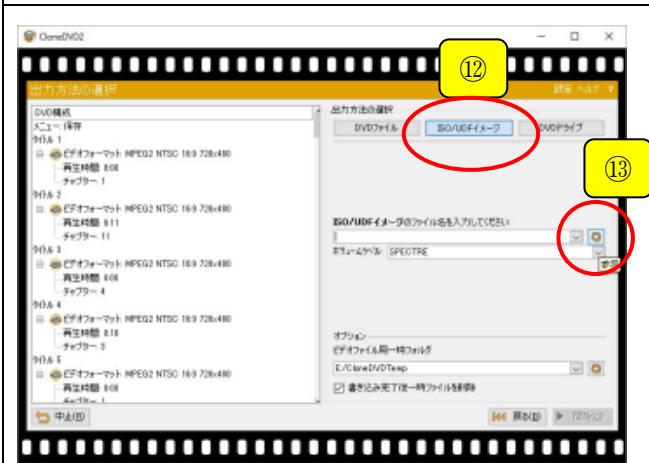 CloneDVD2
⑫
出力方法の選択
設定 ヘルプ ?
DVD構成
メニュー: 保存
タイトル 1
ビデオフォーマット: MPEG2 NTSC 16:9 720x480
再生時間:
チャプター: 1
タイトル 2
ビデオフォーマット: MPEG2 NTSC 16:9 720x480
再生時間:
チャプター: 11
タイトル 3
ビデオフォーマット: MPEG2 NTSC 16:9 720x480
再生時間:
チャプター: 4
タイトル 4
ビデオフォーマット: MPEG2 NTSC 16:9 720x480
再生時間:
チャプター: 3
タイトル 5
ビデオフォーマット: MPEG2 NTSC 16:9 720x480
再生時間:
チャプター: 1
出力方法の選択
DVDファイル ISO/UDFイメージ DVDドライブ
⑬
ISO/UDFイメージのファイル名を入力してください:
ボリュームラベル: SPECTRE
参照
オプション
ビデオファイル用一時フォルダ
E:/CloneDVDTemp
書き込み完了後一時ファイルを削除
中止(B) 戻る(B)